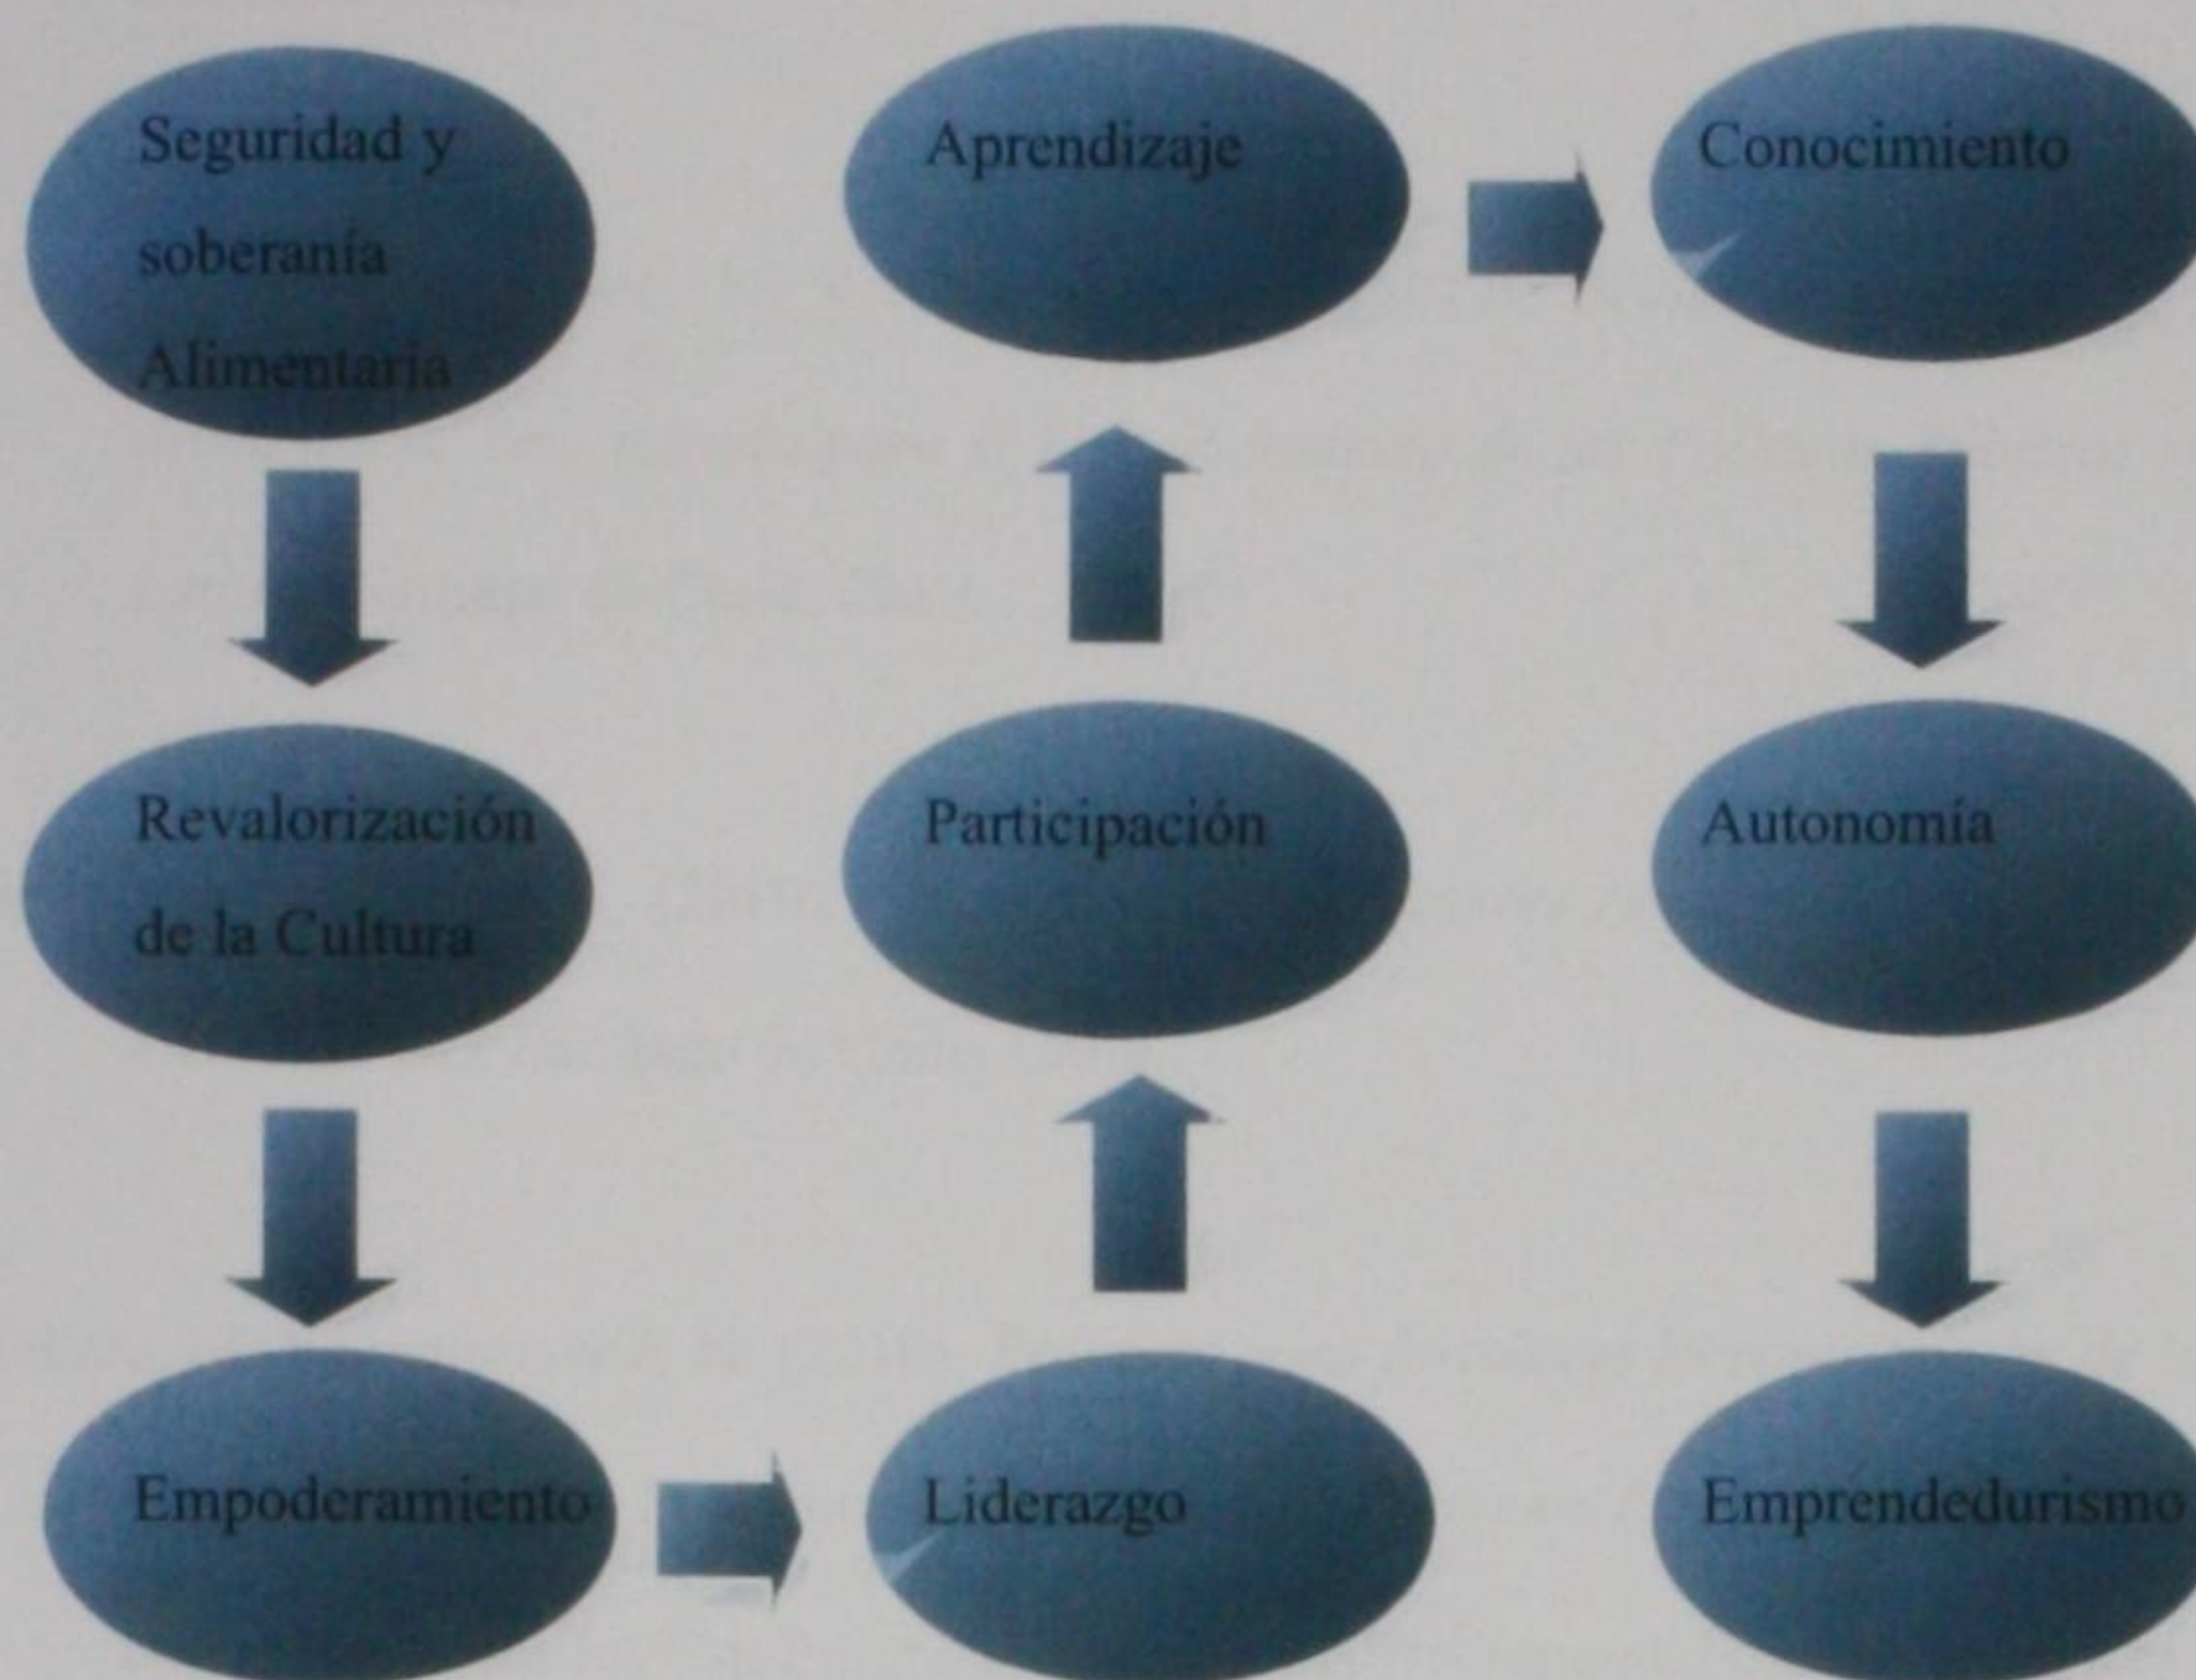 Seguridad y
soberanía
Alimentaria
Revalorización
de la Cultura
Empoderamiento
Liderazgo
Participación
Aprendizaje
Conocimiento
Autonomía
Emprendedurismo